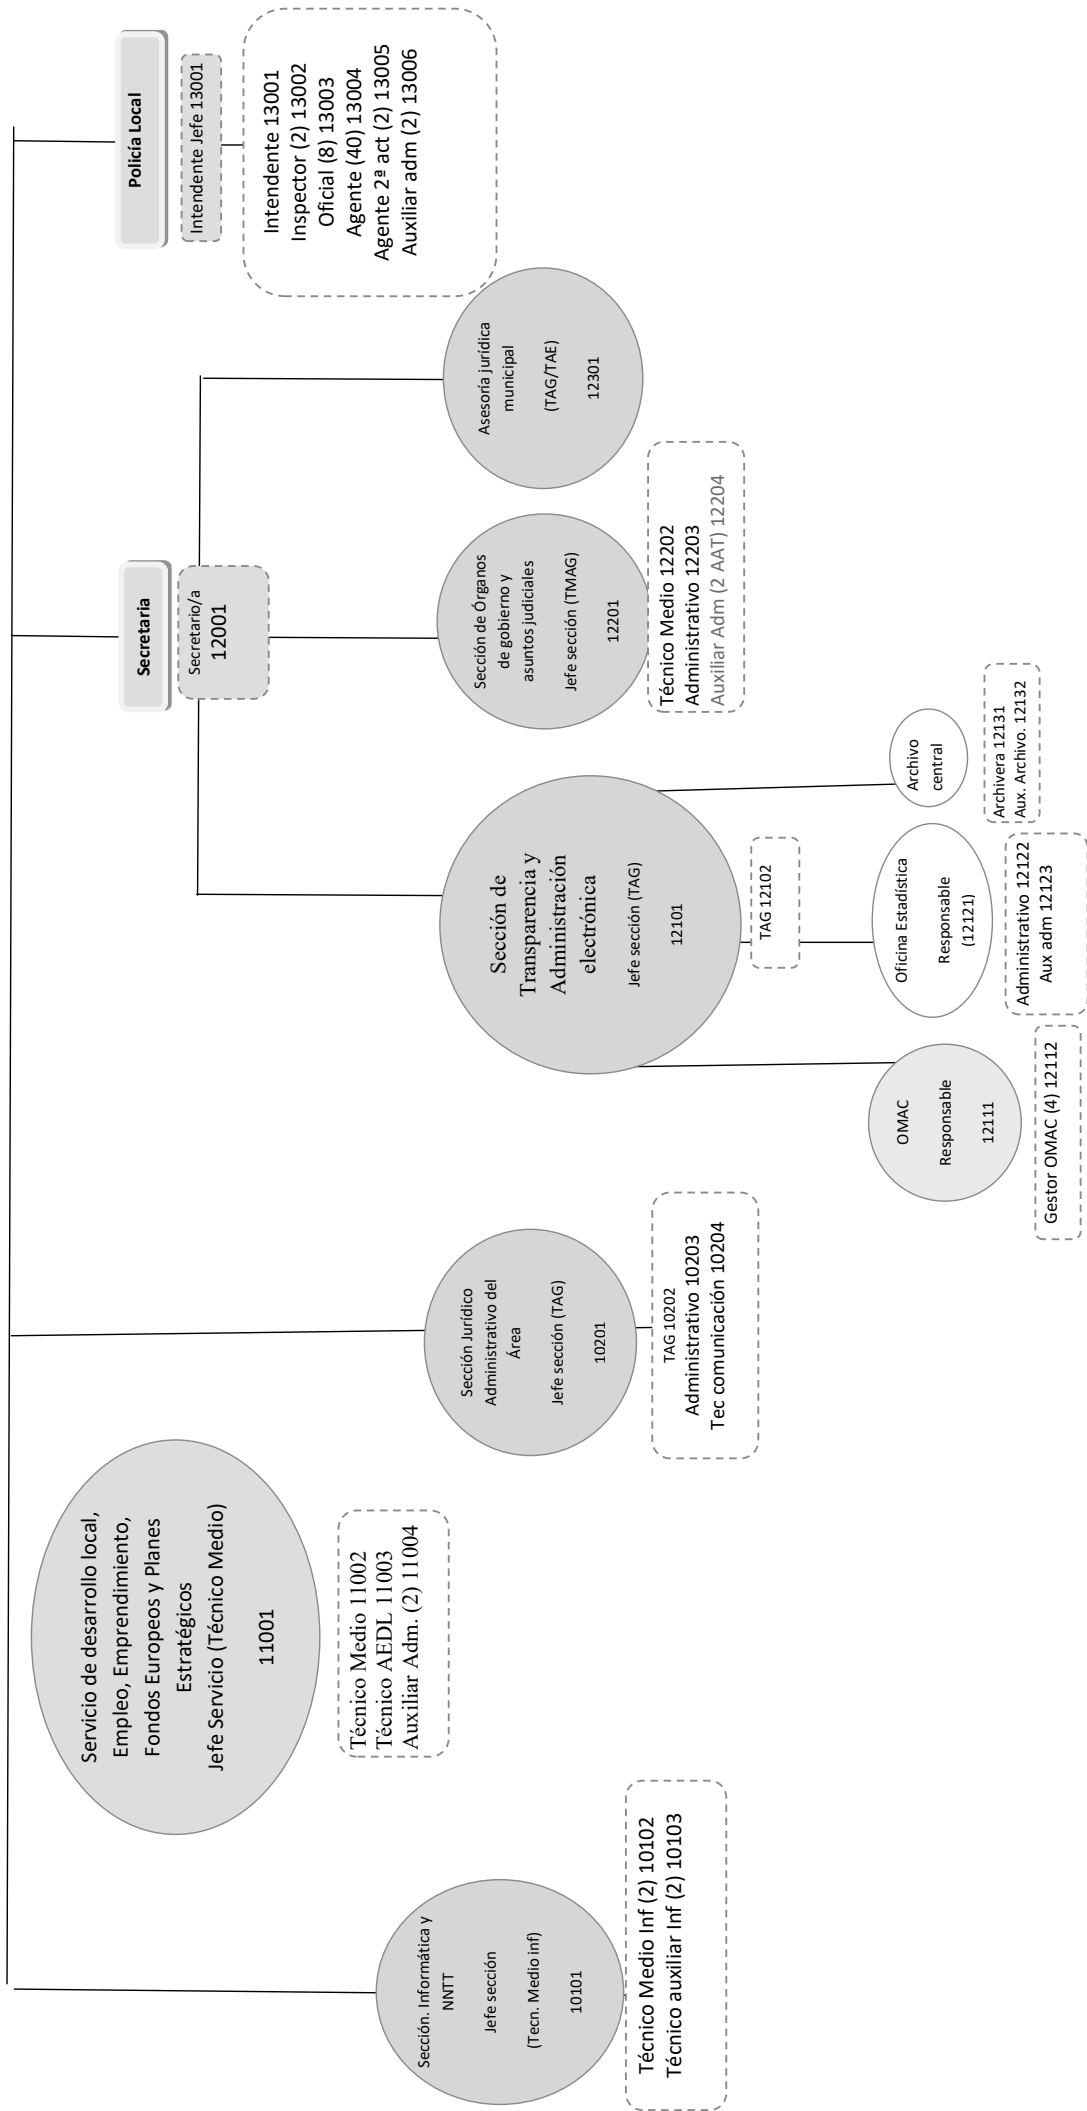 Sección. Informática y
NNTT
Jefe sección
(Tecn. Medio inf)
10101
Técnico Medio Inf (2) 10102
Técnico auxiliar Inf (2) 10103
Servicio de desarrollo local,
Empleo, Emprendimiento,
Fondos Europeos y Planes
Estratégicos
Jefe Servicio (Técnico Medio)
11001
Técnico Medio 11002
Técnico AEDL 11003
Auxiliar Adm. (2) 11004
Sección Jurídico
Administrativo del
Área
Jefe sección (TAG)
10201
TAG 10202
Administrativo 10203
Tec comunicación 10204
Secretaria
Secretario/a
12001
Sección de
Transparencia y
Administración
electrónica
Jefe sección (TAG)
12101
TAG 12102
OMAC
Responsable
12111
Gestor OMAC (4) 12112
Oficina Estadística
Responsable
(12121)
Administrativo 12122
Aux adm 12123
Archivo
central
Archivera 12131
Aux. Archivo. 12132
Sección de Órganos
de gobierno y
asuntos judiciales
Jefe sección (TMAG)
12201
Técnico Medio 12202
Administrativo 12203
Auxiliar Adm (2 AAT) 12204
Asesoría jurídica
municipal
(TAG/TAE)
12301
Policía Local
Intendente Jefe 13001
Intendente 13001
Inspector (2) 13002
Oficial (8) 13003
Agente (40) 13004
Agente 2ª act (2) 13005
Auxiliar adm (2) 13006